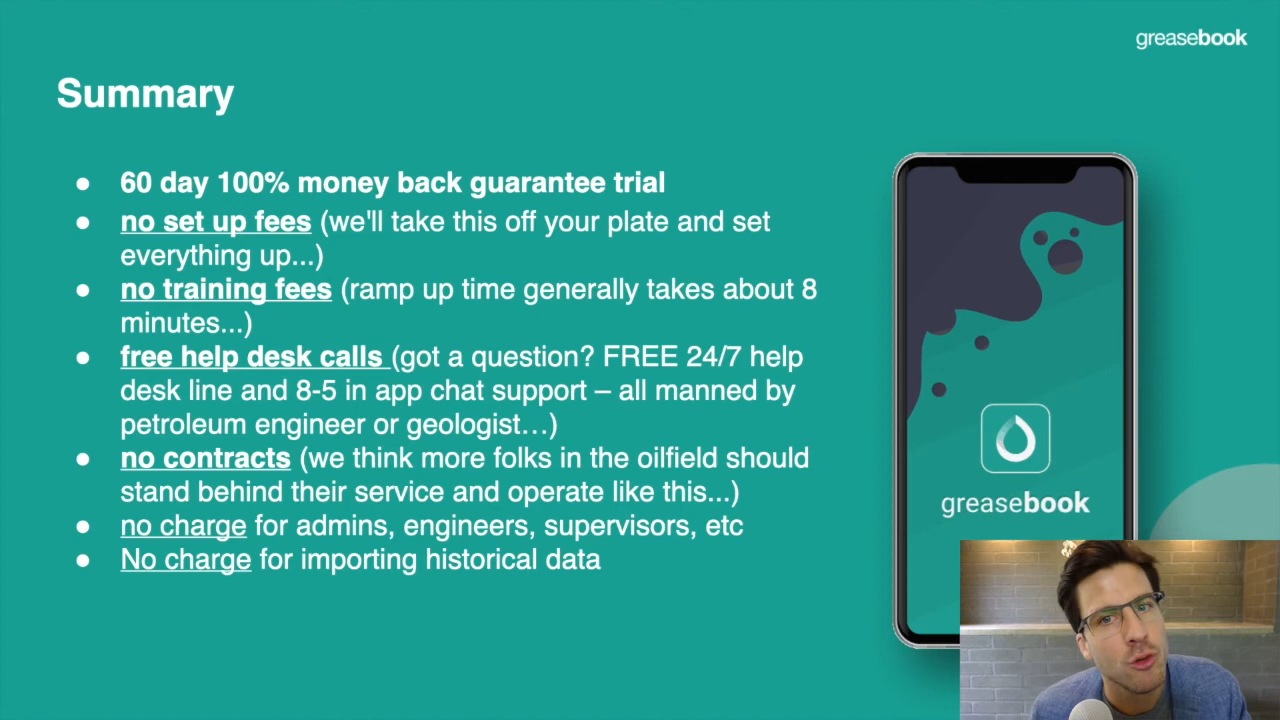 greasebook
Summary
● 60 day 100% money back guarantee trial
● no set up fees (we'll take this off your plate and set
everything up...)
● no training fees (ramp up time generally takes about 8
minutes...)
● free help desk calls (got a question? FREE 24/7 help
desk line and 8-5 in app chat support – all manned by
petroleum engineer or geologist…)
● no contracts (we think more folks in the oilfield should
stand behind their service and operate like this...)
● no charge for admins, engineers, supervisors, etc
● No charge for importing historical data
greasebook